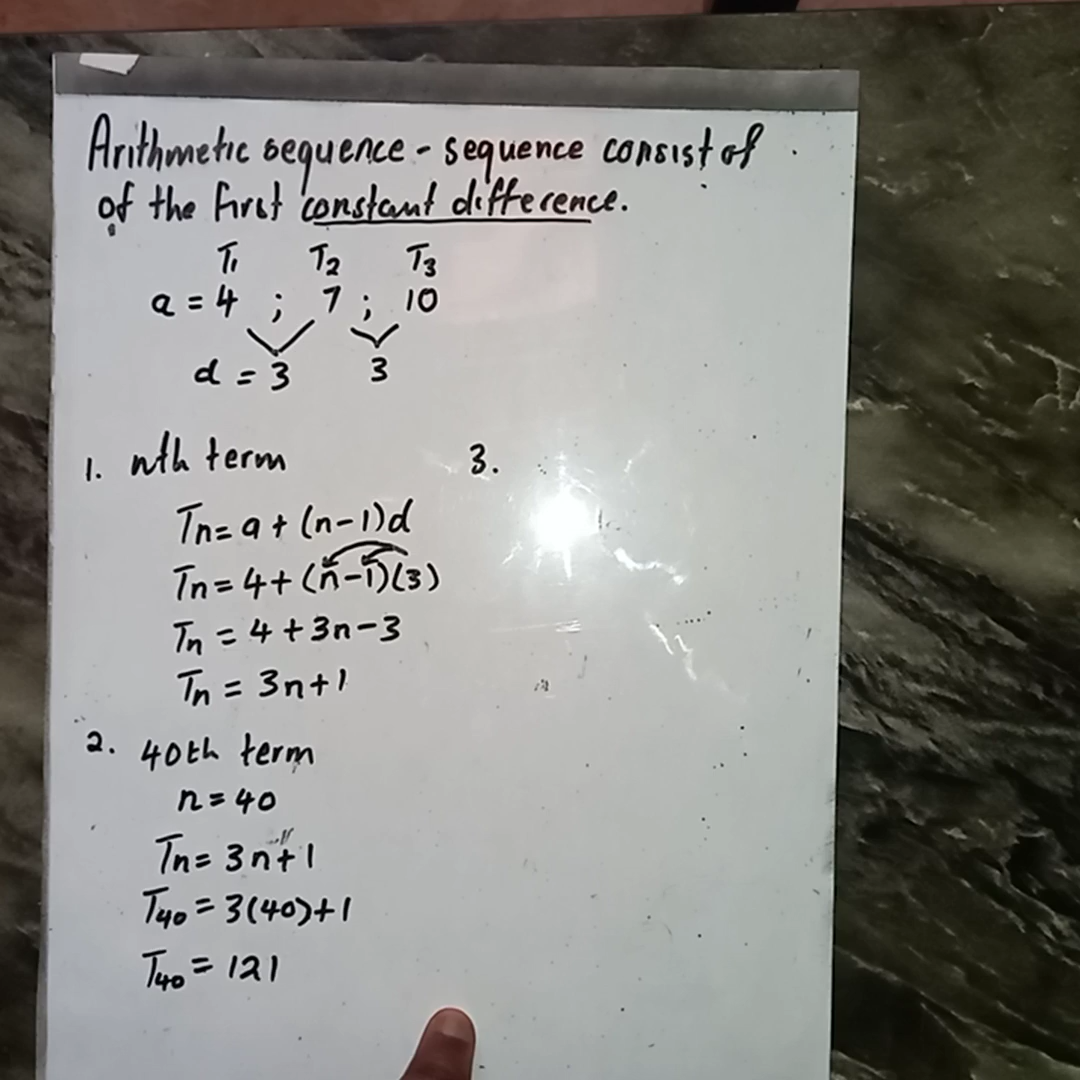 Arithmetic sequence - sequence consist of
of the first constant difference.
T1 T2 T3
a = 4 ; 7 ; 10
d = 3 3
1. nth term
Tn = a + (n-1)d
Tn = 4 + (n-1)(3)
Tn = 4 + 3n - 3
Tn = 3n + 1
2. 40th term
n = 40
Tn = 3n + 1
T40 = 3(40) + 1
T40 = 121
3.